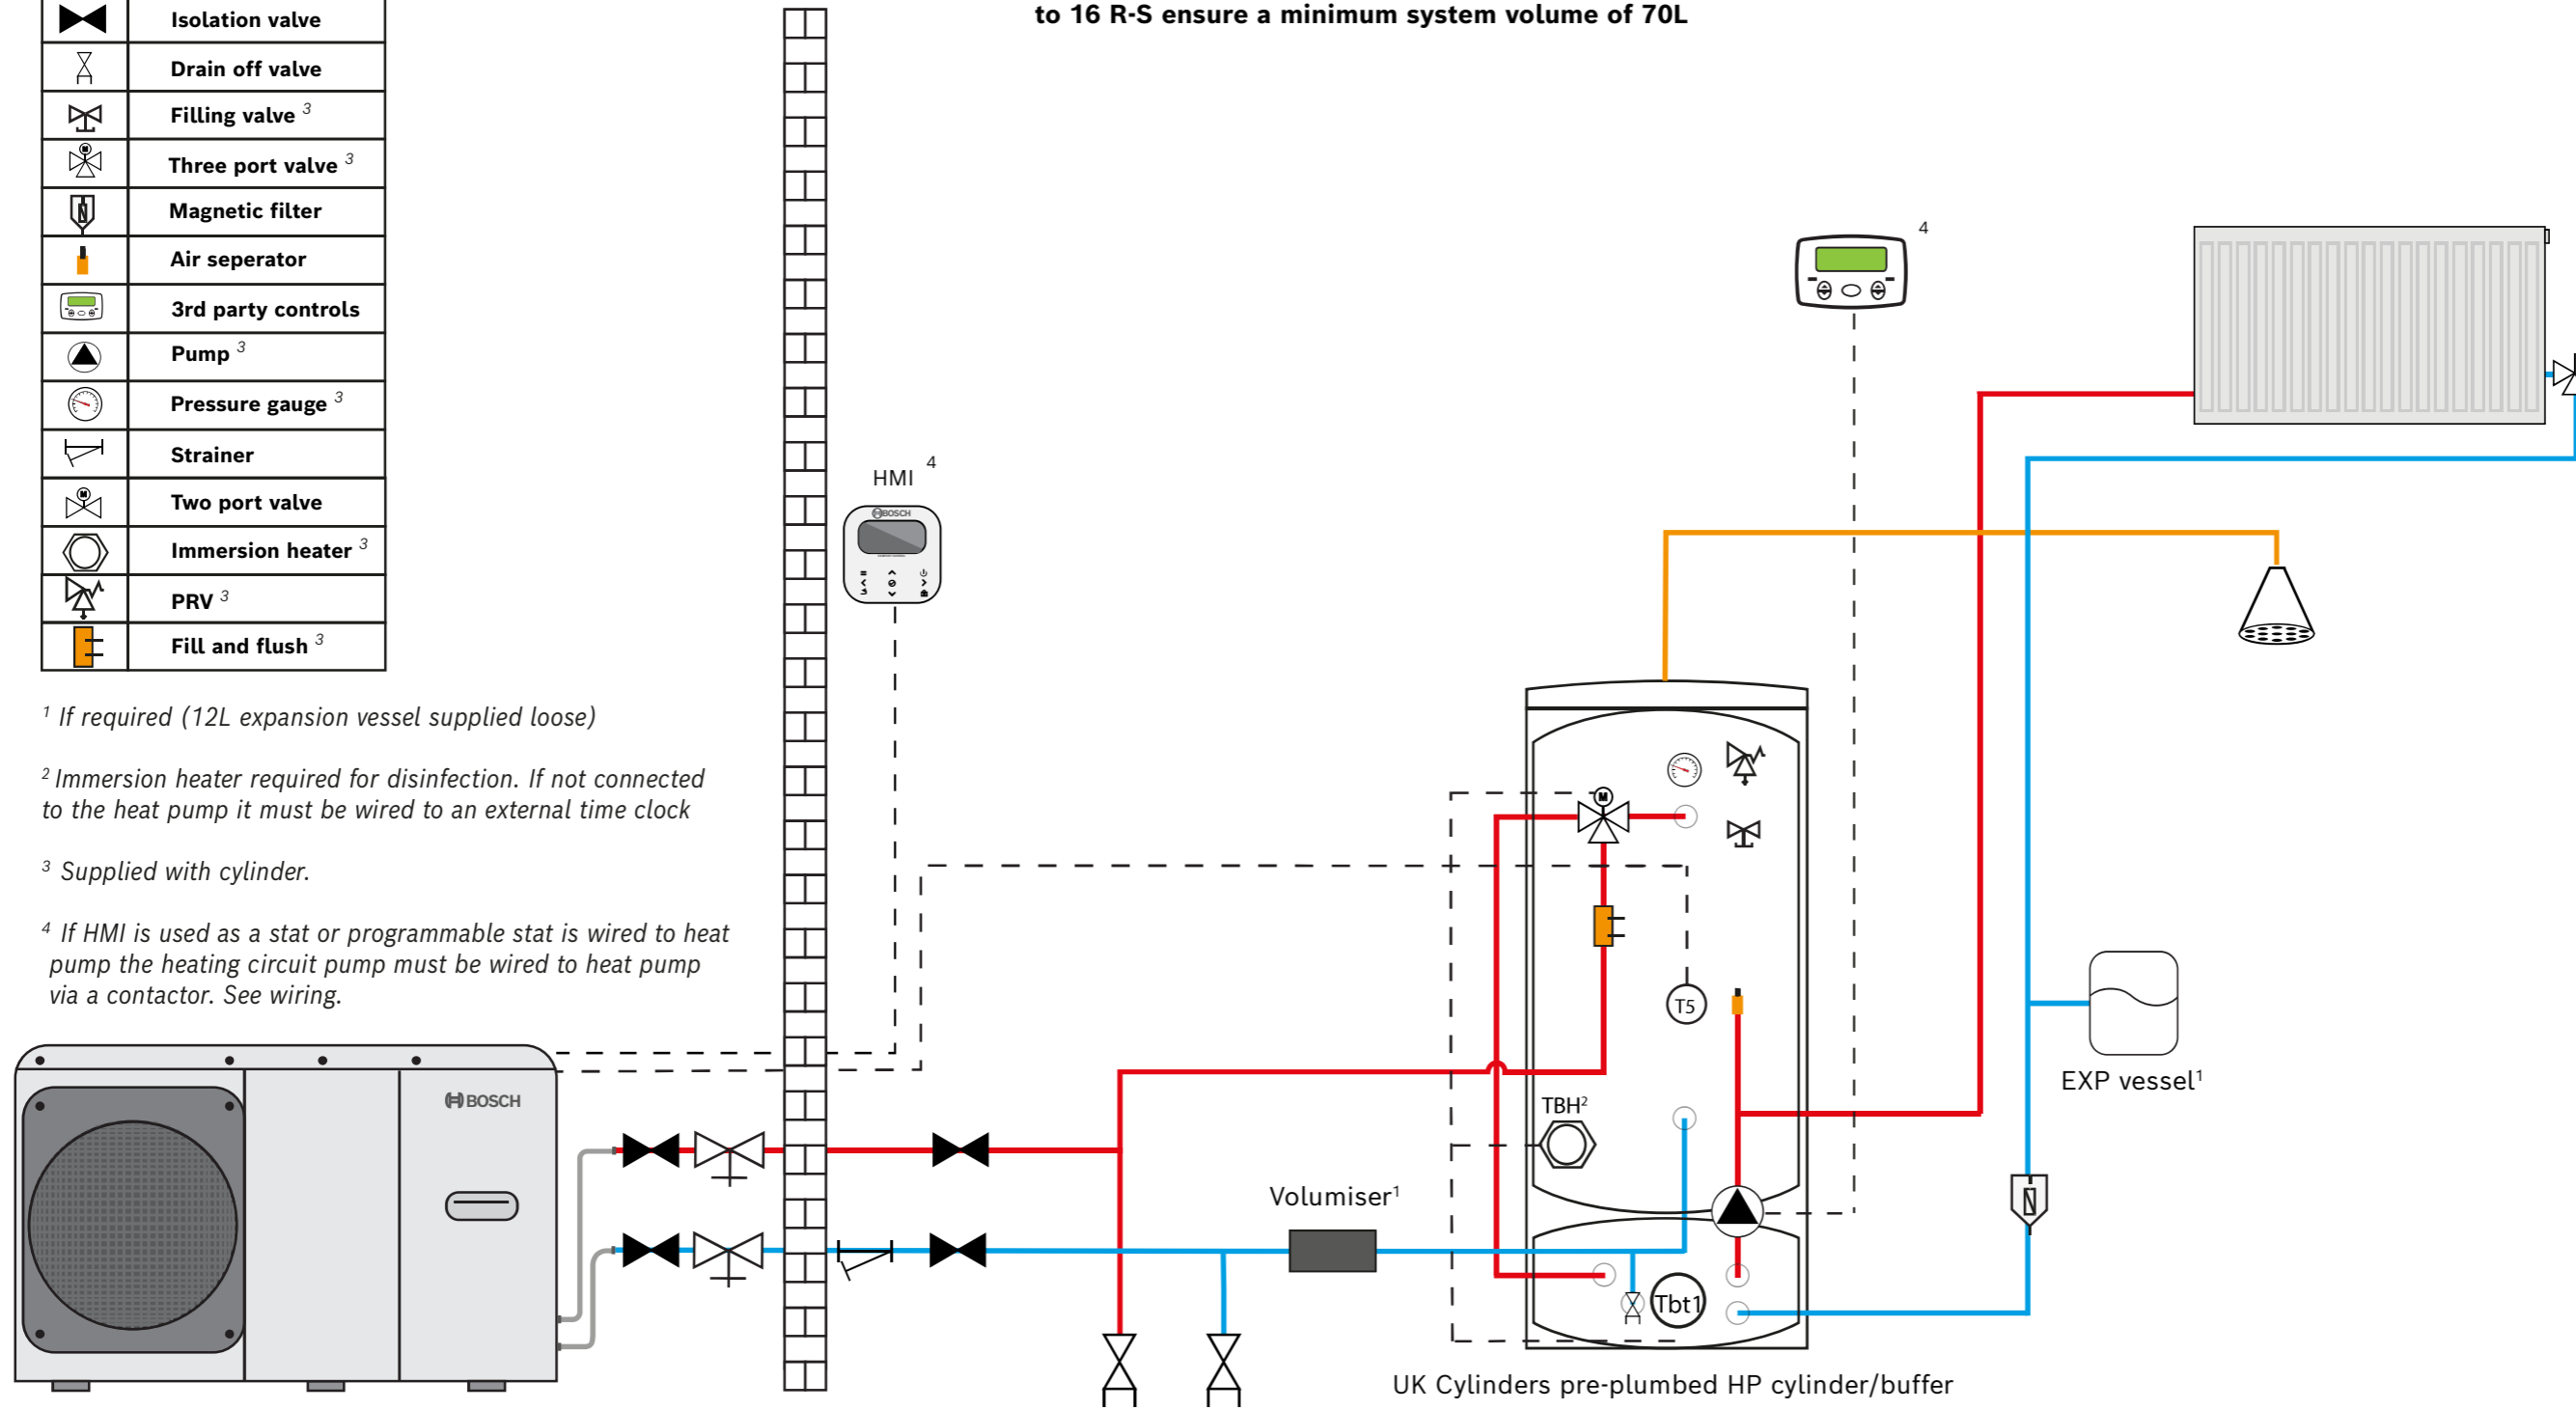 to 16 R-S ensure a minimum system volume of 70L
Isolation valve
Drain off valve
Filling valve ³
Three port valve ³
Magnetic filter
Air seperator
3rd party controls
Pump ³
Pressure gauge ³
Strainer
Two port valve
Immersion heater ³
PRV ³
Fill and flush ³
¹ If required (12L expansion vessel supplied loose)
² Immersion heater required for disinfection. If not connected
to the heat pump it must be wired to an external time clock
³ Supplied with cylinder.
⁴ If HMI is used as a stat or programmable stat is wired to heat
pump the heating circuit pump must be wired to heat pump
via a contactor. See wiring.
BOSCH
HMI ⁴
BOSCH
4
M
T5
TBH²
Volumiser¹
Tbt1
EXP vessel¹
UK Cylinders pre-plumbed HP cylinder/buffer